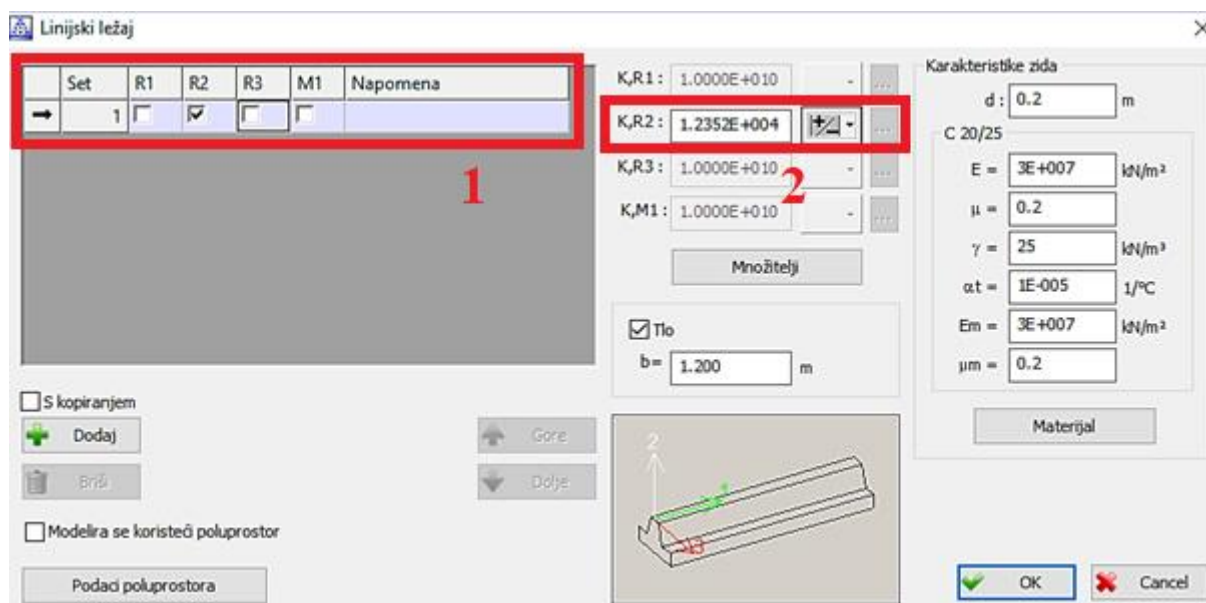 Linijski ležaj
Set R1 R2 R3 M1 Napomena
1
1
S kopiranjem
Dodaj
Briši
Gore
Dolje
Modelira se koristeći poluprostor
Podaci poluprostora
K,R1: 1.0000E+010 - ...
K,R2: 1.2352E+004 ...
K,R3: 1.0000E+010 - ...
K,M1: 1.0000E+010 - ...
2
Množitelji
Tlo
b= 1.200 m
2
1
3
Karakteristike zida
d: 0.2 m
C 20/25
E = 3E+007 kN/m²
μ = 0.2
γ = 25 kN/m³
αt = 1E-005 1/°C
Em = 3E+007 kN/m²
μm = 0.2
Materijal
OK
Cancel